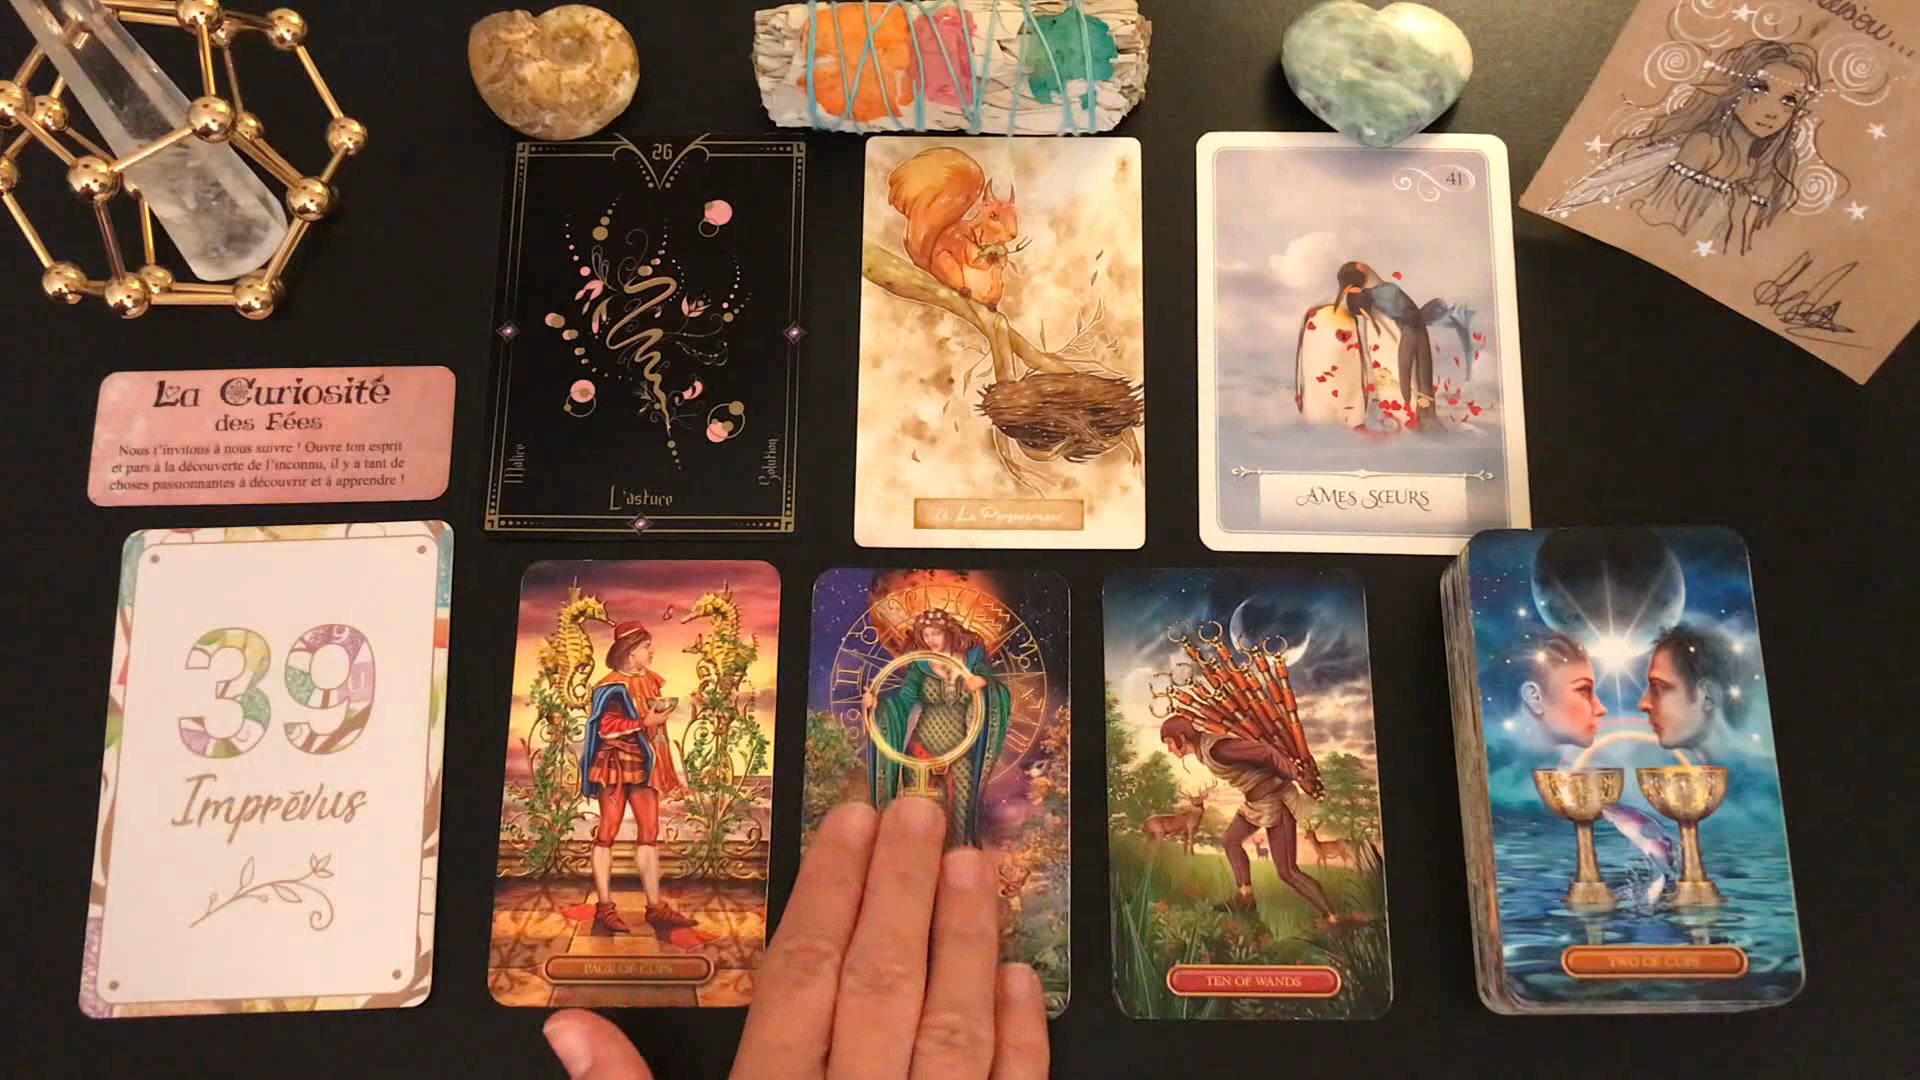 26
41
La Curiosité
des Fées
Nous t'invitons à nous suivre ! Ouvre ton esprit
et pars à la découverte de l'inconnu, il y a tant de
choses passionnantes à découvrir et à apprendre !
Malice
Solution
L'astuce
ÂMES SŒURS
39
Imprévus
PAGE OF CUPS
TEN OF WANDS
TWO OF CUPS